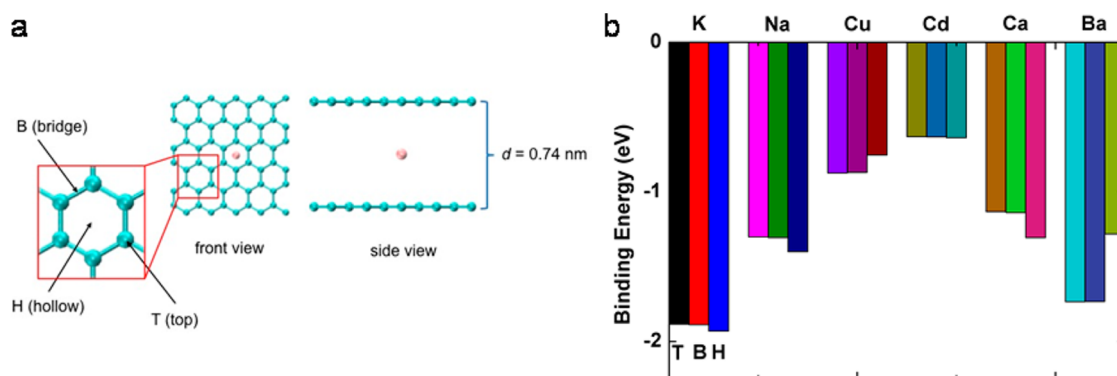 a
B (bridge)
H (hollow)
T (top)
front view
side view
d = 0.74 nm
b
K Na Cu Cd Ca Ba
Binding Energy (eV)
0
-1
-2
T B H